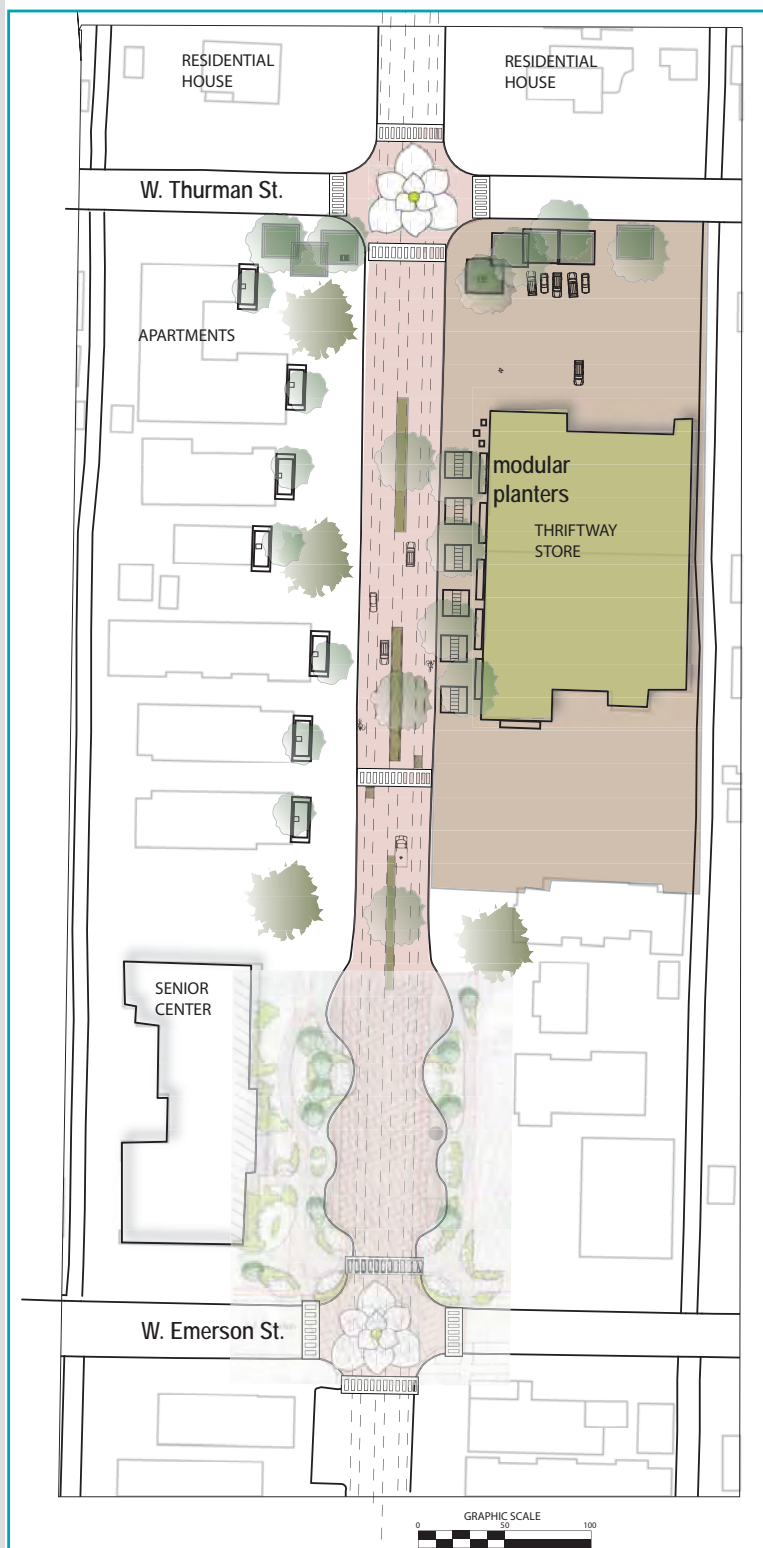 RESIDENTIAL
HOUSE
RESIDENTIAL
HOUSE
W. Thurman St.
APARTMENTS
modular
planters
THRIFTWAY
STORE
SENIOR
CENTER
W. Emerson St.
GRAPHIC SCALE
0 50 100